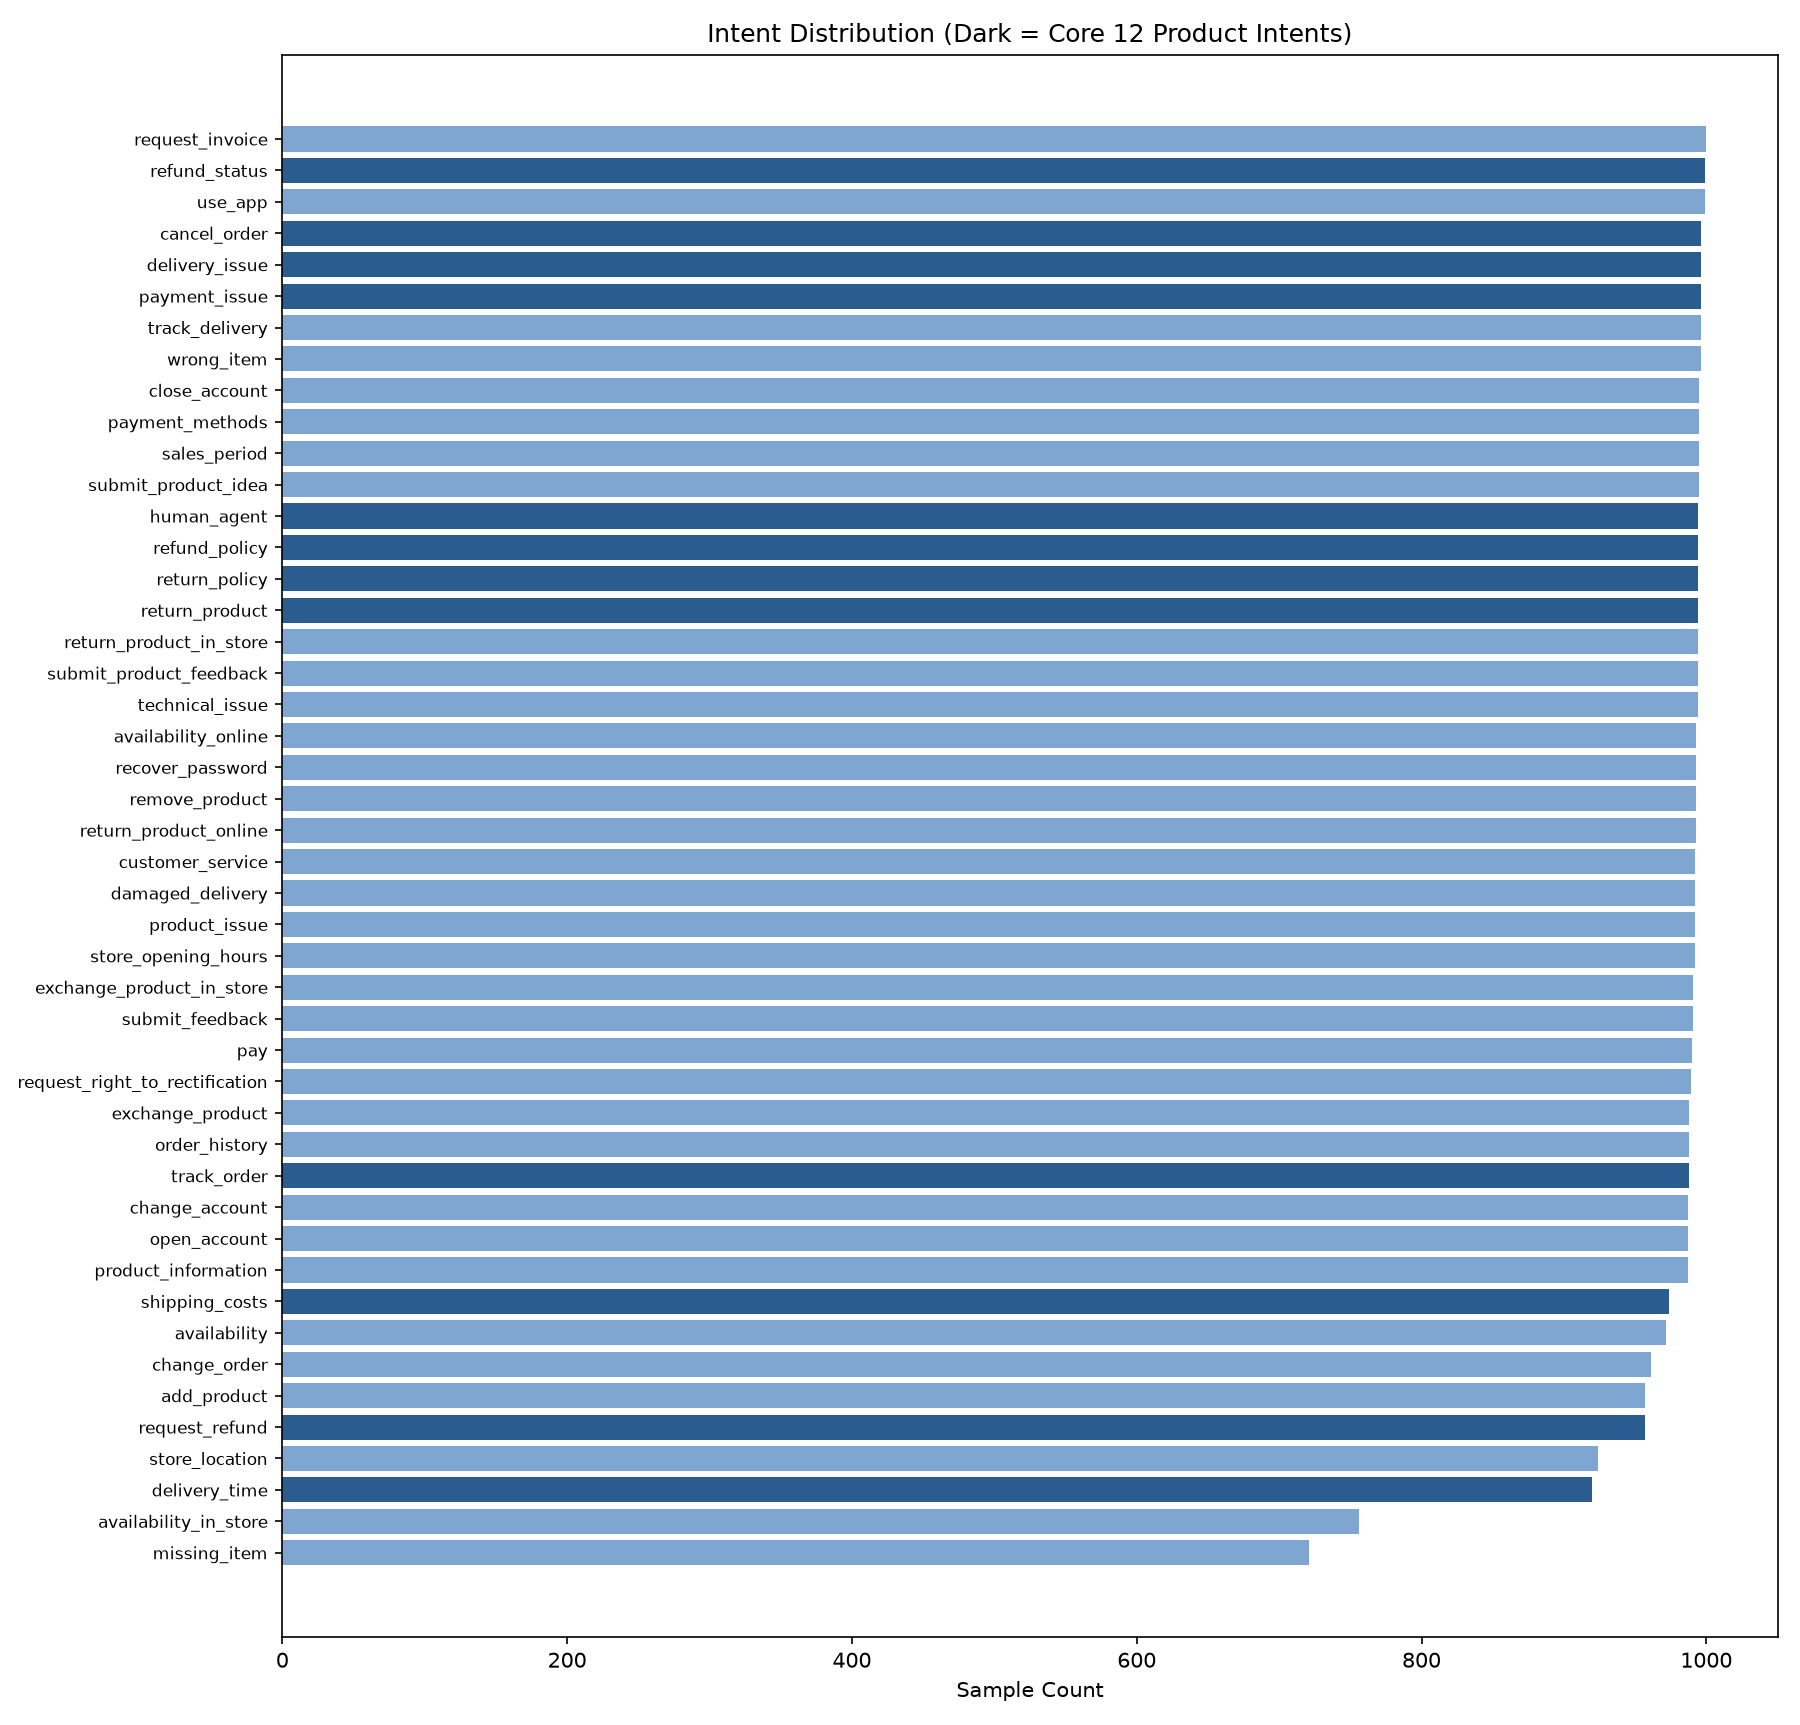 Intent Distribution (Dark = Core 12 Product Intents)
request_invoice
refund_status
use_app
cancel_order
delivery_issue
payment_issue
track_delivery
wrong_item
close_account
payment_methods
sales_period
submit_product_idea
human_agent
refund_policy
return_policy
return_product
return_product_in_store
submit_product_feedback
technical_issue
availability_online
recover_password
remove_product
return_product_online
customer_service
damaged_delivery
product_issue
store_opening_hours
exchange_product_in_store
submit_feedback
pay
request_right_to_rectification
exchange_product
order_history
track_order
change_account
open_account
product_information
shipping_costs
availability
change_order
add_product
request_refund
store_location
delivery_time
availability_in_store
missing_item
0 200 400 600 800 1000
Sample Count